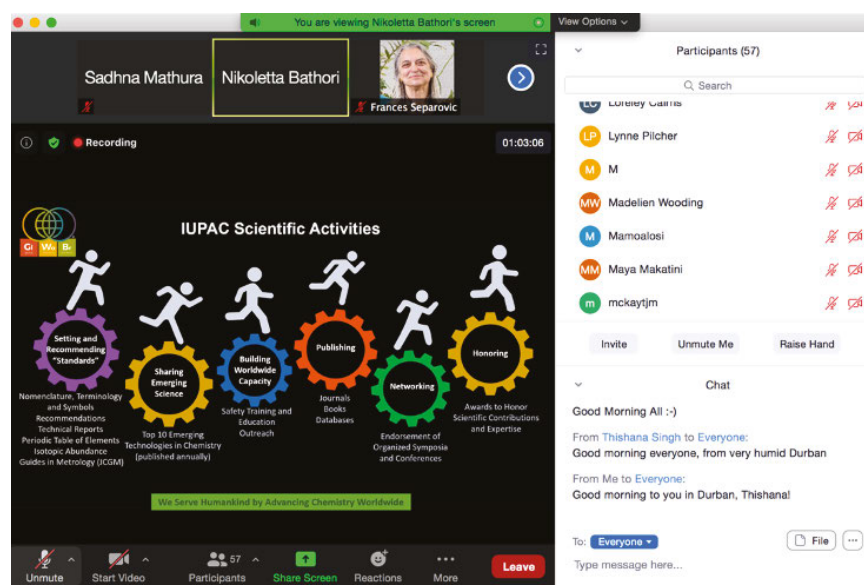 You are viewing Nikoletta Bathori's screen
View Options
Sadhna Mathura
Nikoletta Bathori
Frances Separovic
Recording
01:03:06
IUPAC Scientific Activities
Setting and
Recommending
"Standards"
Nomenclature, Terminology
and Symbols
Recommendations
Technical Reports
Periodic Table of Elements
Isotopic Abundance
Guides in Metrology (JCGM)
Sharing
Emerging
Science
Top 10 Emerging
Technologies in Chemistry
(published annually)
Building
Worldwide
Capacity
Safety Training and
Education
Outreach
Publishing
Journals
Books
Databases
Networking
Endorsement of
Organized Symposia
and Conferences
Honoring
Awards to Honor
Scientific Contributions
and Expertise
We Serve Humankind by Advancing Chemistry Worldwide
Unmute
Start Video
57
Participants
Share Screen
Reactions
More
Leave
Participants (57)
Search
LC Loreley Cairns
LP Lynne Pilcher
M M
MW Madelien Wooding
M Mamoalosi
MM Maya Makatini
m mckaytjm
Invite
Unmute Me
Raise Hand
Chat
Good Morning All :-)
From Thishana Singh to Everyone:
Good morning everyone, from very humid Durban
From Me to Everyone:
Good morning to you in Durban, Thishana!
To: Everyone
File
Type message here...